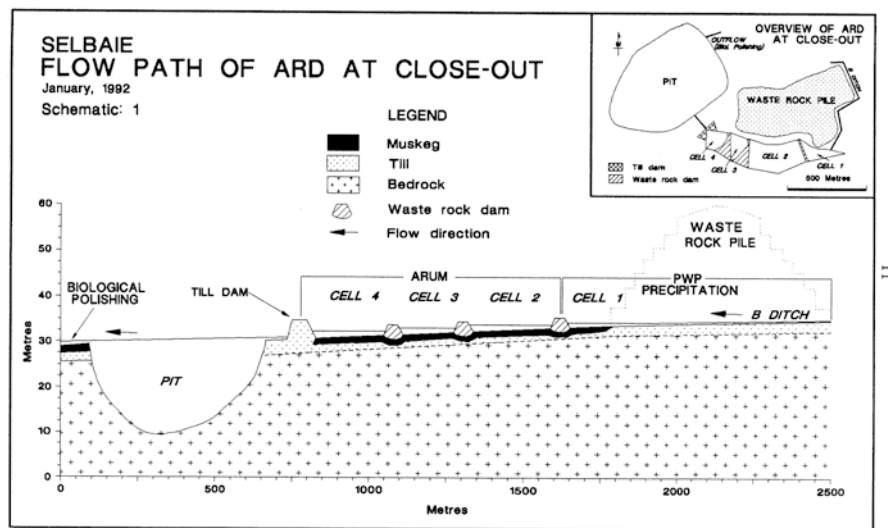 SELBAIE
FLOW PATH OF ARD AT CLOSE-OUT
January, 1992
Schematic: 1
LEGEND
Muskeg
Till
Bedrock
Waste rock dam
Flow direction
OVERVIEW OF ARD
AT CLOSE-OUT
N
OUTFLOW
(Biol. Polishing)
PIT
WASTE ROCK PILE
B DITCH
CELL 4
CELL 3
CELL 2
CELL 1
Till dam
Waste rock dam
500 Metres
WASTE
ROCK PILE
BIOLOGICAL
POLISHING
TILL DAM
ARUM
PWP
PRECIPITATION
CELL 4
CELL 3
CELL 2
CELL 1
B DITCH
PIT
Metres
60
50
40
30
20
10
0
0
500
1000
1500
2000
2500
Metres
11